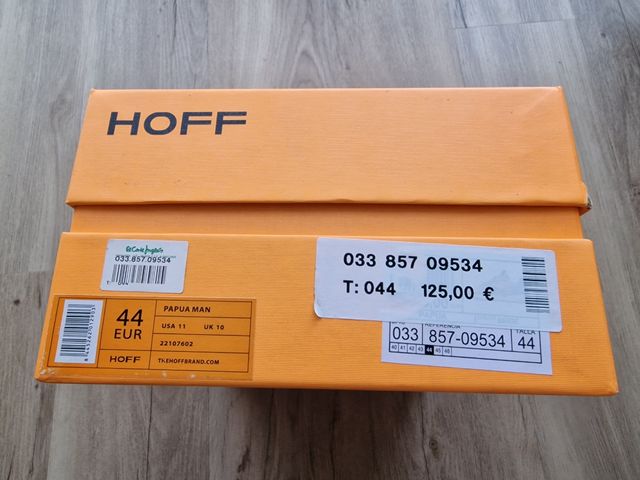 HOFF
El Corte Inglés
033.857.09534
T: 044
033 857 09534
T: 044 125,00 €
REFERENCIA
TALLA
033 857-09534 44
40 41 42 43 44 45 46
44
EUR
HOFF
PAPUA MAN
USA 11 UK 10
22107602
THEHOFFBRAND.COM